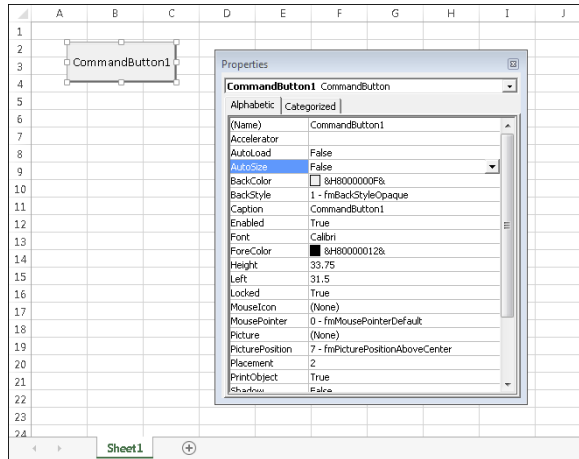 A B C D E F G H I J
1
2
3
4
5
6
7
8
9
10
11
12
13
14
15
16
17
18
19
20
21
22
23
24
CommandButton1
Properties
CommandButton1 CommandButton
Alphabetic Categorized
(Name) CommandButton1
Accelerator
AutoLoad False
AutoSize False
BackColor &H8000000F&
BackStyle 1 - fmBackStyleOpaque
Caption CommandButton1
Enabled True
Font Calibri
ForeColor &H80000012&
Height 33.75
Left 31.5
Locked True
MouseIcon (None)
MousePointer 0 - fmMousePointerDefault
Picture (None)
PicturePosition 7 - fmPicturePositionAboveCenter
Placement 2
PrintObject True
Shadow False
Sheet1